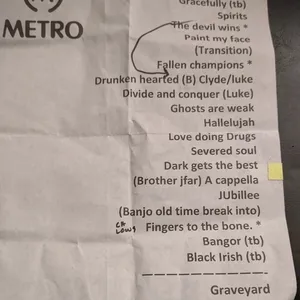 METRO
Gracefully (tb)
Spirits
The devil wins *
Paint my face
(Transition)
Fallen champions *
Drunken hearted (B) Clyde/luke
Divide and conquer (Luke)
Ghosts are weak
Hallelujah
Love doing Drugs
Severed soul
Dark gets the best
(Brother jfar) A cappella
JUbillee
(Banjo old time break into)
CA LOWS Fingers to the bone. *
Bangor (tb)
Black Irish (tb)
———————————
Graveyard